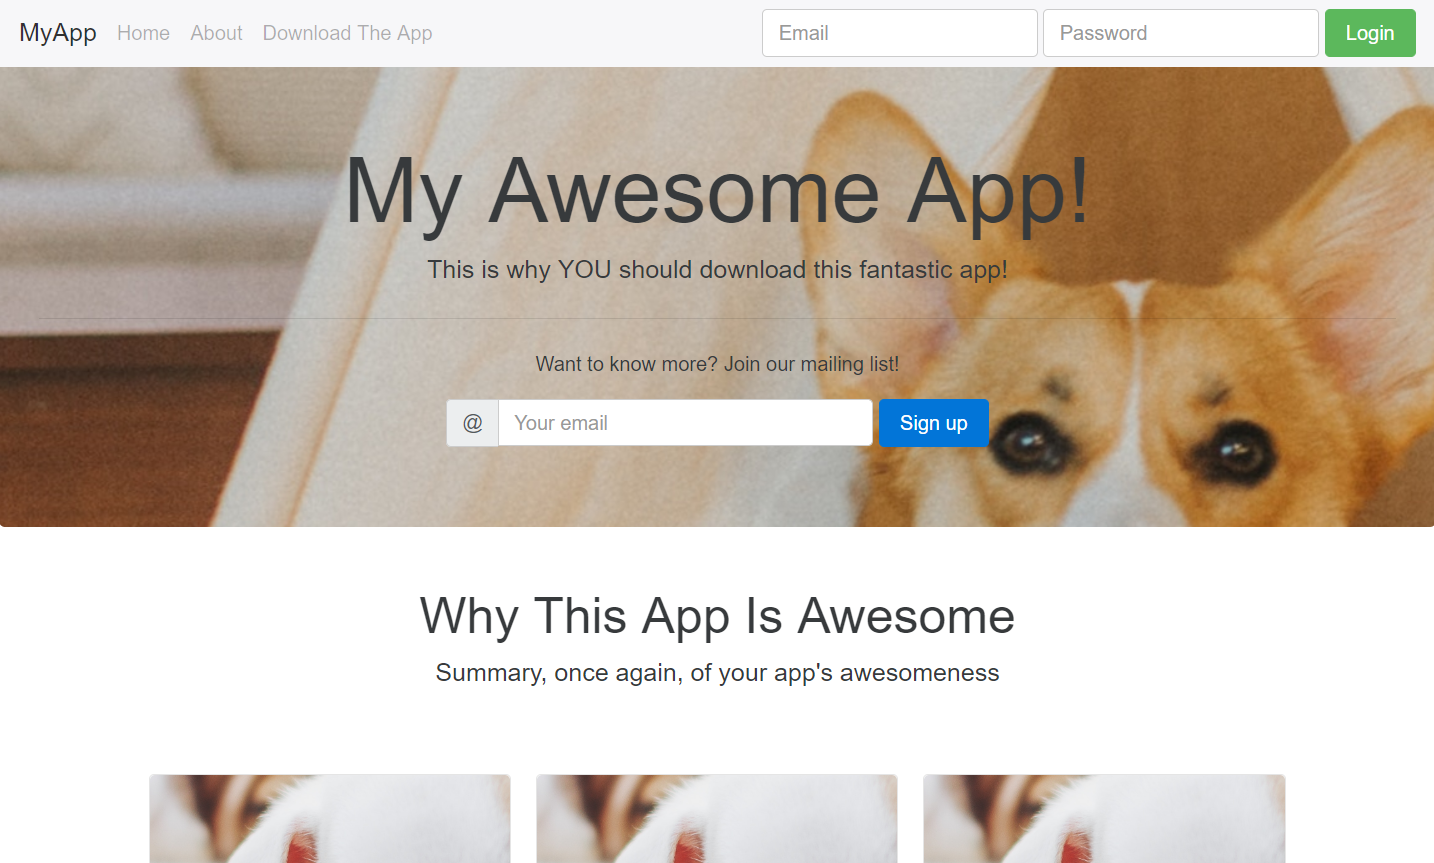 MyApp Home About Download The App Email Password Login
My Awesome App!
This is why YOU should download this fantastic app!
Want to know more? Join our mailing list!
@ Your email Sign up
Why This App Is Awesome
Summary, once again, of your app's awesomeness